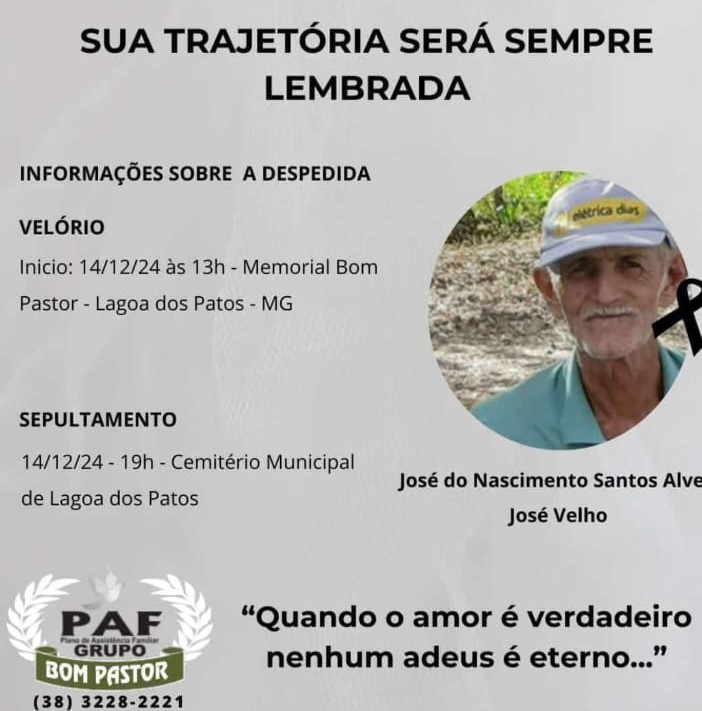 SUA TRAJETÓRIA SERÁ SEMPRE
LEMBRADA
INFORMAÇÕES SOBRE A DESPEDIDA
VELÓRIO
Inicio: 14/12/24 às 13h - Memorial Bom
Pastor - Lagoa dos Patos - MG
elétrica dias
SEPULTAMENTO
14/12/24 - 19h - Cemitério Municipal
de Lagoa dos Patos
José do Nascimento Santos Alve
José Velho
PAF
Plano de Assistência Familiar
GRUPO
BOM PASTOR
(38) 3228-2221
“Quando o amor é verdadeiro
nenhum adeus é eterno...”